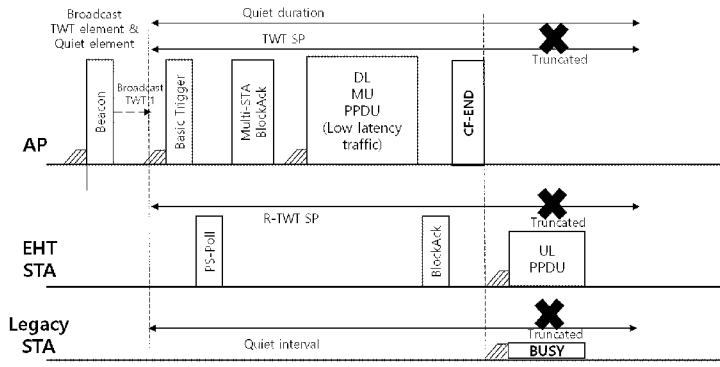 Broadcast
TWT element &
Quiet element
Quiet duration
TWT SP
Truncated
Beacon
Broadcast
TWT 1
Basic Trigger
Multi-STA
BlockAck
DL
MU
PPDU
(Low latency
traffic)
CF-END
AP
R-TWT SP
Truncated
EHT
STA
PS-Poll
BlockAck
UL
PPDU
Legacy
STA
Quiet interval
Truncated
BUSY